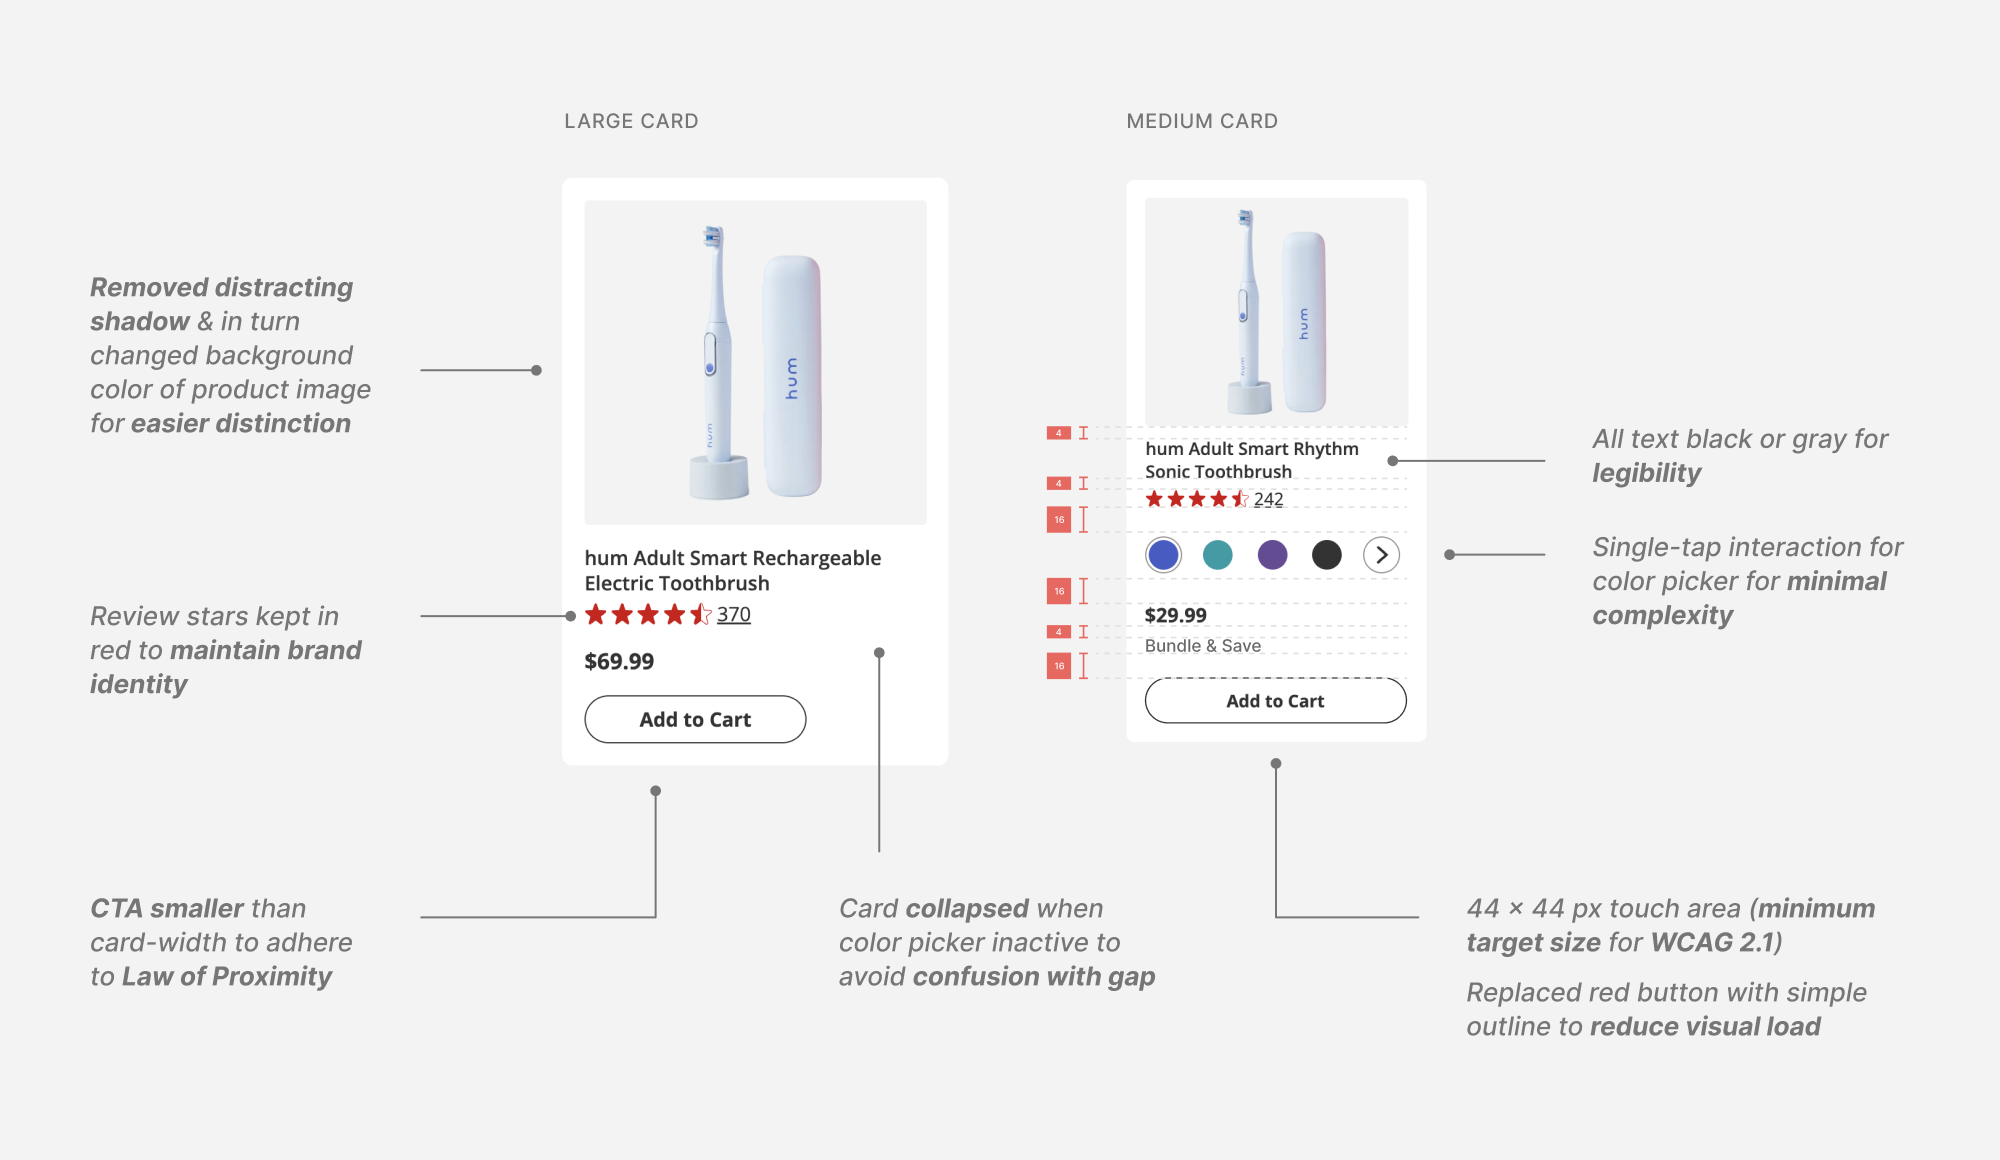 LARGE CARD
MEDIUM CARD
Removed distracting
shadow & in turn
changed background
color of product image
for easier distinction
Review stars kept in
red to maintain brand
identity
CTA smaller than
card-width to adhere
to Law of Proximity
hum
hum
hum Adult Smart Rechargeable
Electric Toothbrush
370
$69.99
Add to Cart
Card collapsed when
color picker inactive to
avoid confusion with gap
4
4
16
16
4
16
hum
hum
hum Adult Smart Rhythm
Sonic Toothbrush
242
$29.99
Bundle & Save
Add to Cart
All text black or gray for
legibility
Single-tap interaction for
color picker for minimal
complexity
44 × 44 px touch area (minimum
target size for WCAG 2.1)
Replaced red button with simple
outline to reduce visual load